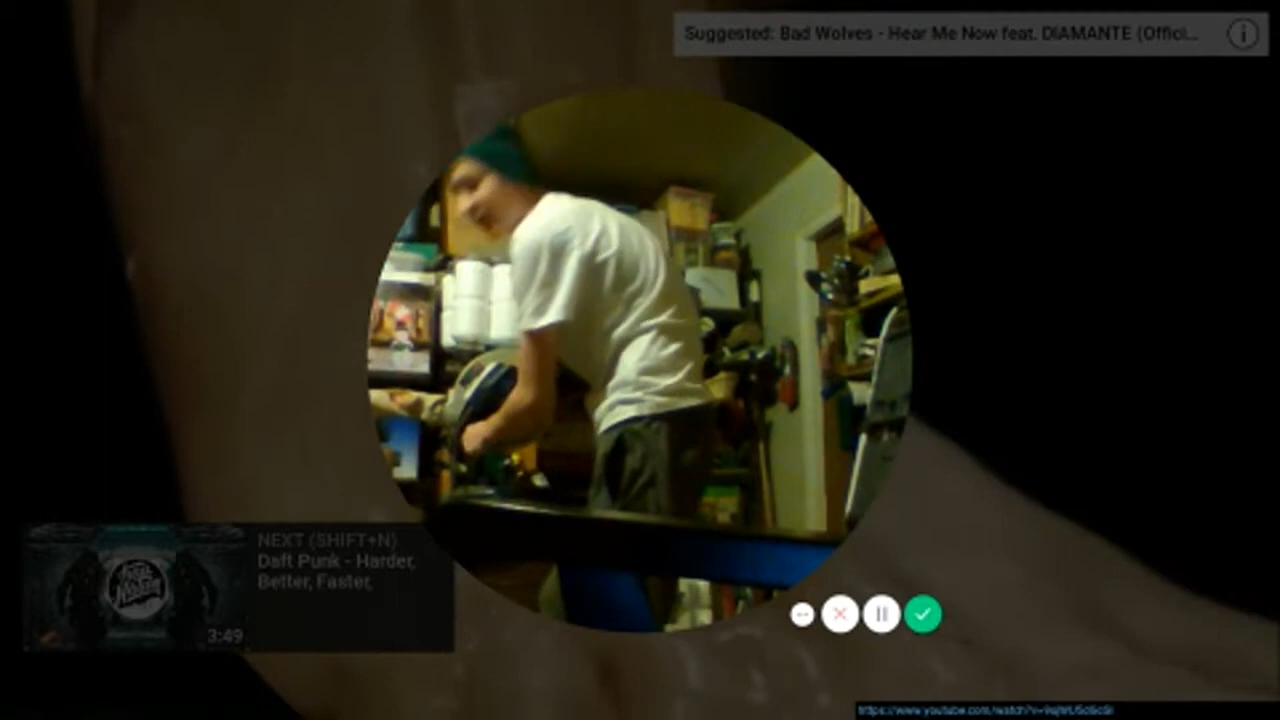 Suggested: Bad Wolves - Hear Me Now feat. DIAMANTE (Offici...
NEXT (SHIFT+N)
Daft Punk - Harder,
Better, Faster,
3:49